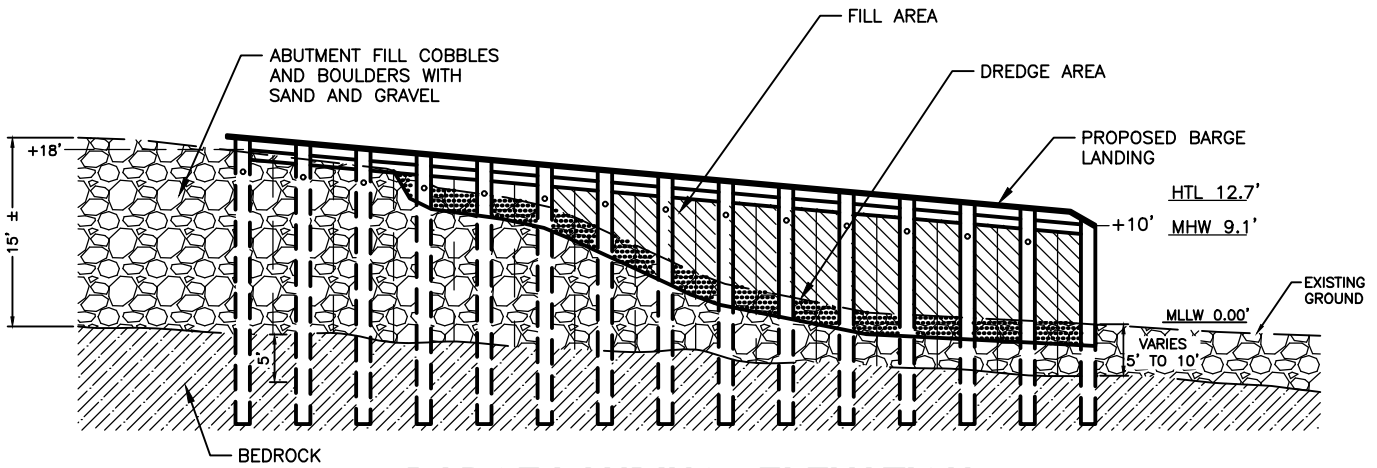 FILL AREA
ABUTMENT FILL COBBLES
AND BOULDERS WITH
SAND AND GRAVEL
DREDGE AREA
PROPOSED BARGE
LANDING
+18'
HTL 12.7'
+10'
MHW 9.1'
15' ±
EXISTING
GROUND
MLLW 0.00'
VARIES
5' TO 10'
5'
BEDROCK